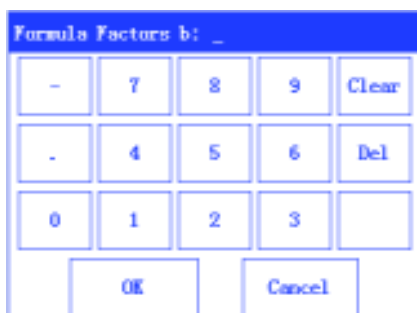 Formula Factors b: _
- 7 8 9 Clear
. 4 5 6 Del
0 1 2 3
OK Cancel